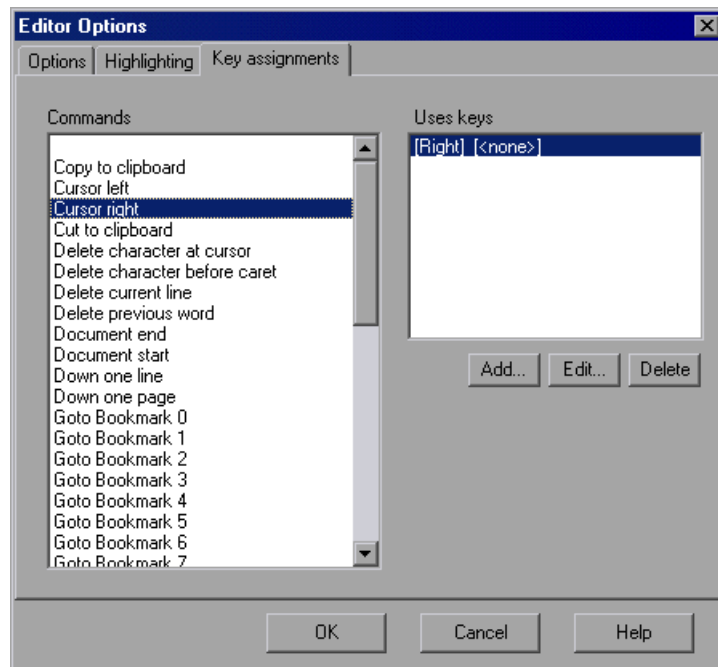 Editor Options
Options Highlighting Key assignments
Commands
Uses keys
[Right] [<none>]
Copy to clipboard
Cursor left
Cursor right
Cut to clipboard
Delete character at cursor
Delete character before caret
Delete current line
Delete previous word
Document end
Document start
Down one line
Down one page
Goto Bookmark 0
Goto Bookmark 1
Goto Bookmark 2
Goto Bookmark 3
Goto Bookmark 4
Goto Bookmark 5
Goto Bookmark 6
Goto Bookmark 7
Add... Edit... Delete
OK Cancel Help